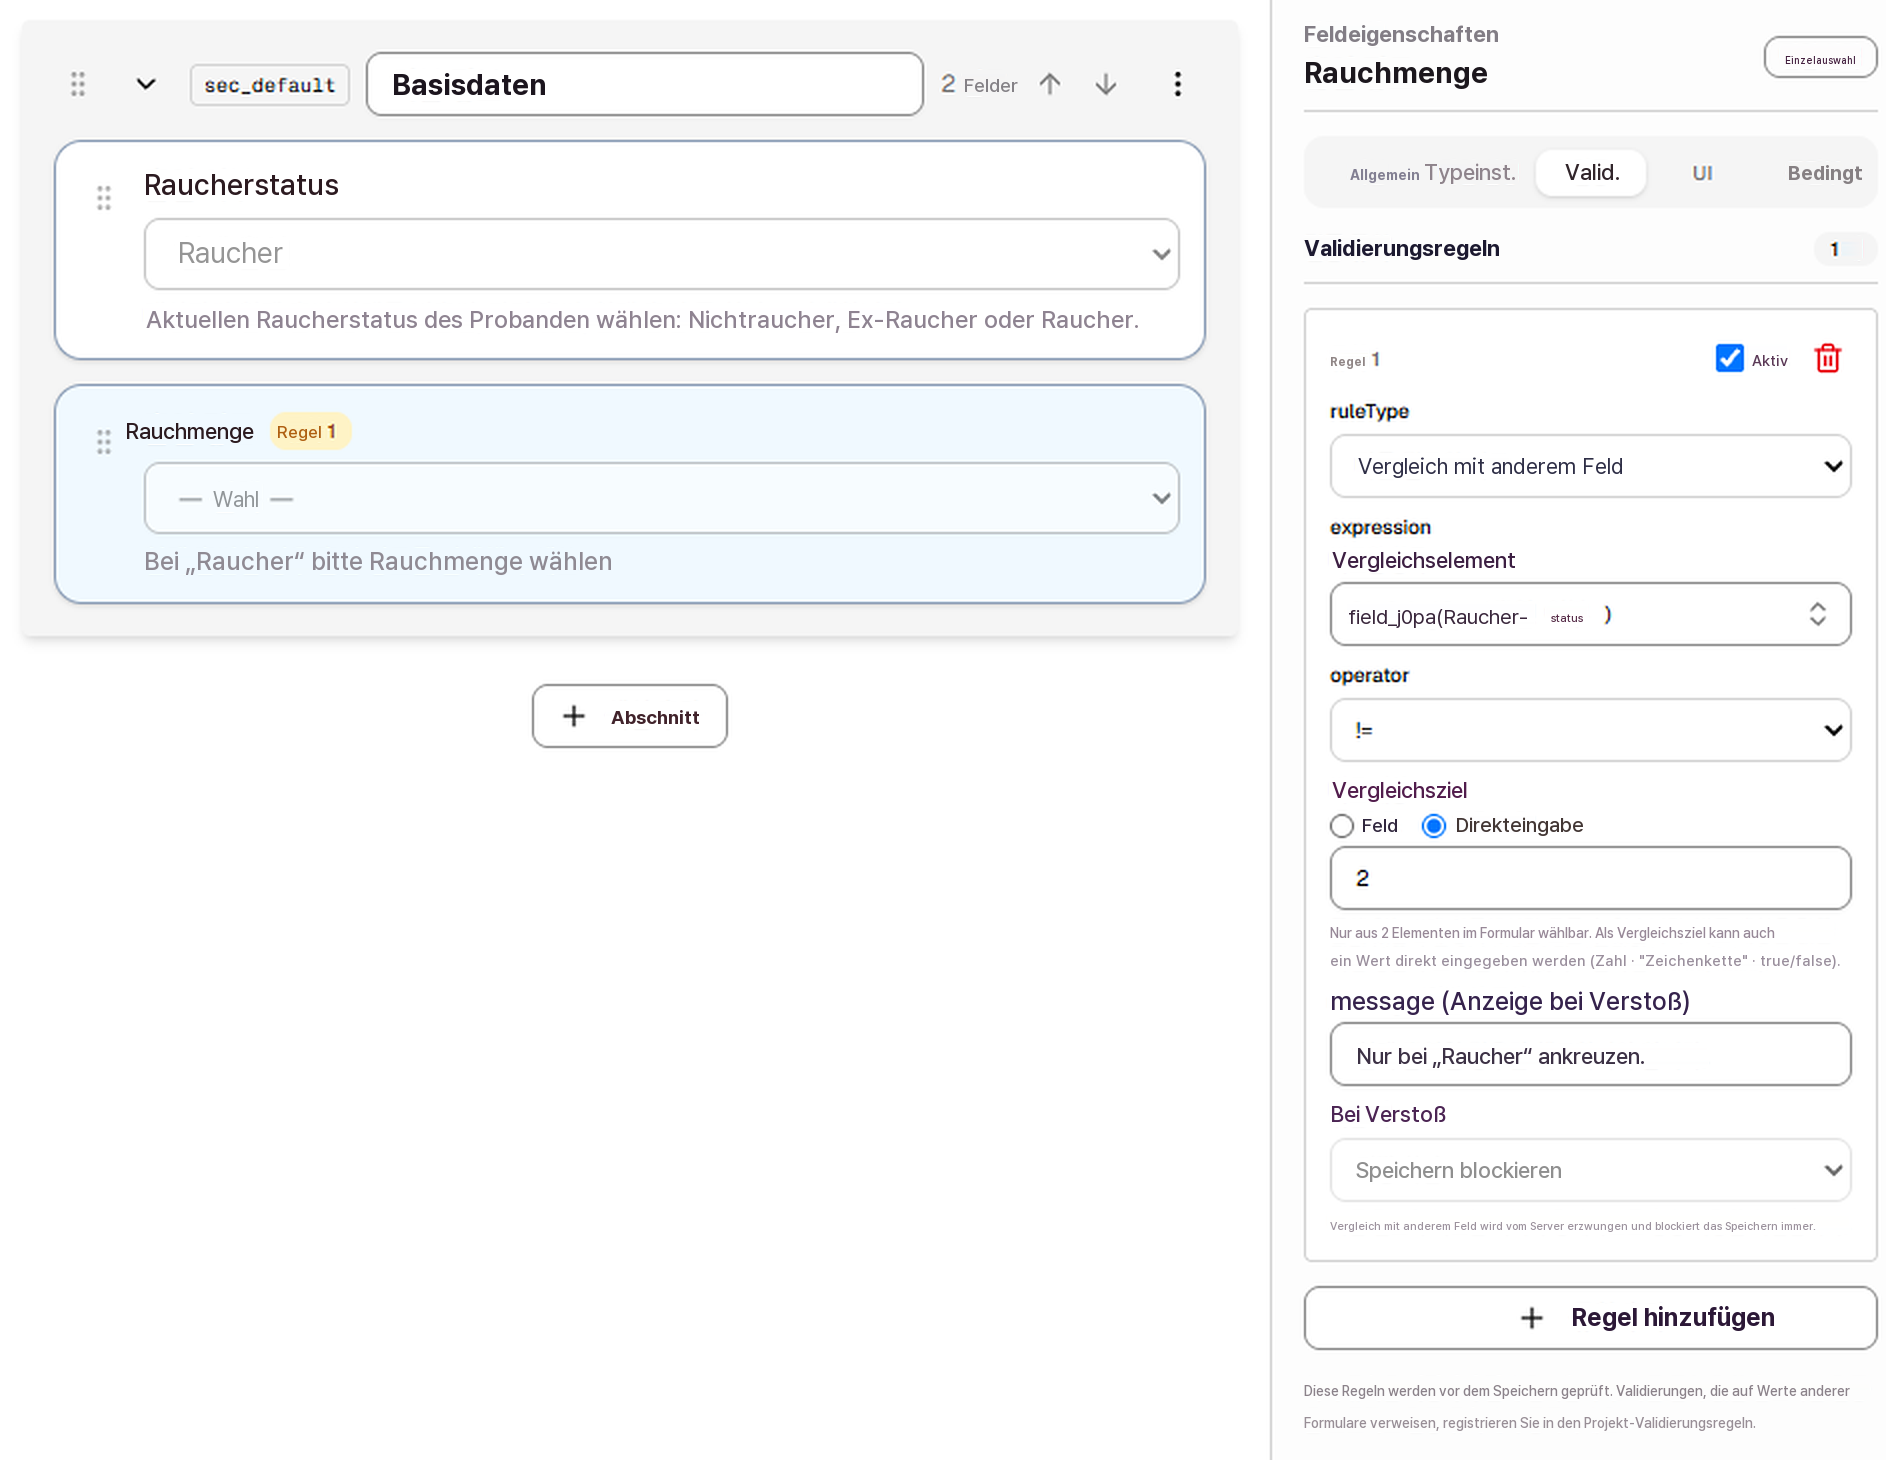 sec_default
Basisdaten
2 Felder
Raucherstatus
Raucher
Aktuellen Raucherstatus des Probanden wählen: Nichtraucher, Ex-Raucher oder Raucher.
Rauchmenge Regel 1
— Wahl —
Bei „Raucher“ bitte Rauchmenge wählen
+ Abschnitt
Feldeigenschaften
Rauchmenge
Einzelauswahl
Allgemein Typeinst. Valid. UI Bedingt
Validierungsregeln 1
Regel 1 Aktiv
ruleType
Vergleich mit anderem Feld
expression
Vergleichselement
field_j0pa(Raucher- status )
operator
!=
Vergleichsziel
Feld Direkteingabe
2
Nur aus 2 Elementen im Formular wählbar. Als Vergleichsziel kann auch
ein Wert direkt eingegeben werden (Zahl · "Zeichenkette" · true/false).
message (Anzeige bei Verstoß)
Nur bei „Raucher“ ankreuzen.
Bei Verstoß
Speichern blockieren
Vergleich mit anderem Feld wird vom Server erzwungen und blockiert das Speichern immer.
+ Regel hinzufügen
Diese Regeln werden vor dem Speichern geprüft. Validierungen, die auf Werte anderer
Formulare verweisen, registrieren Sie in den Projekt-Validierungsregeln.